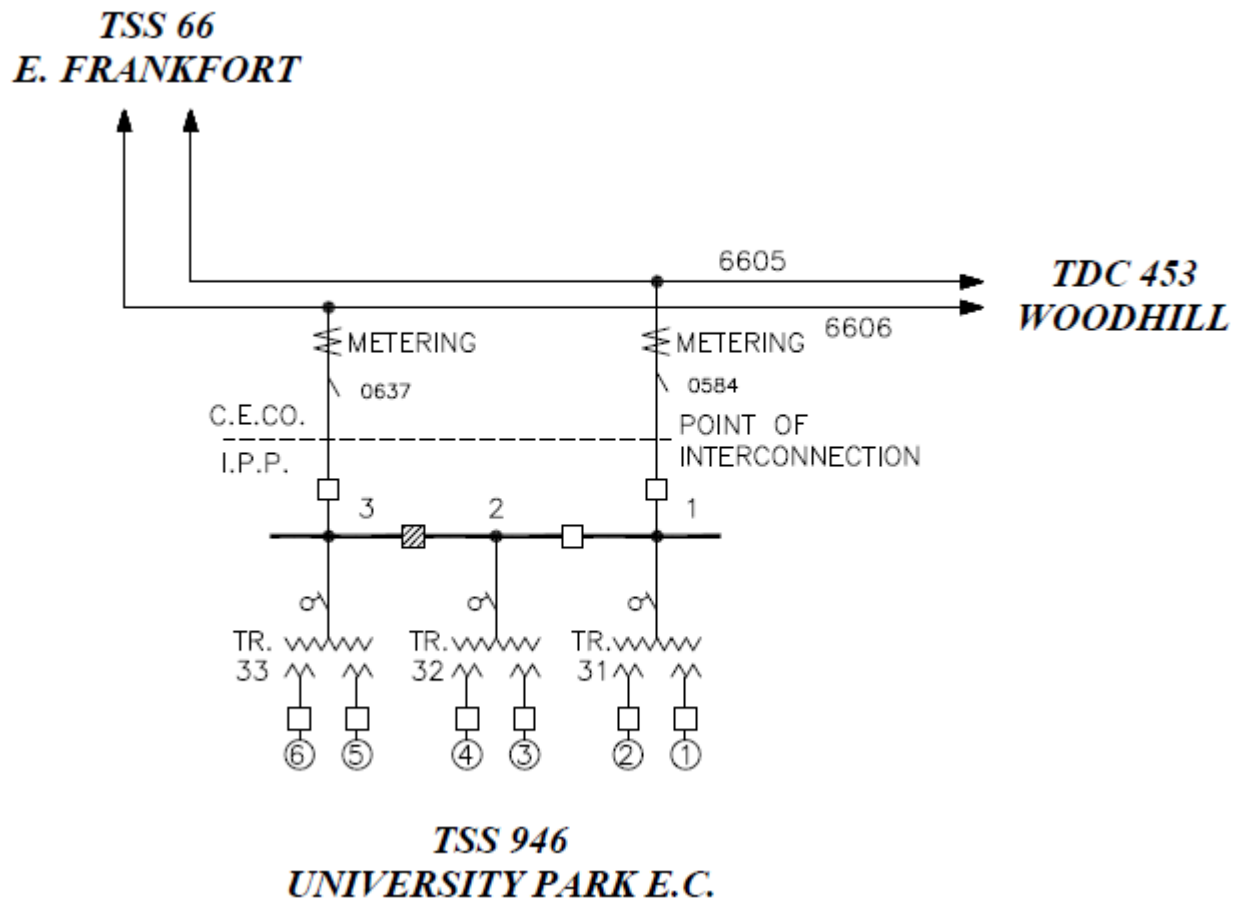 TSS 66
E. FRANKFORT
6605
TDC 453
WOODHILL
6606
METERING
METERING
0637
0584
C.E.CO.
POINT OF
INTERCONNECTION
I.P.P.
3
2
1
TR.
33
TR.
32
TR.
31
6
5
4
3
2
1
TSS 946
UNIVERSITY PARK E.C.